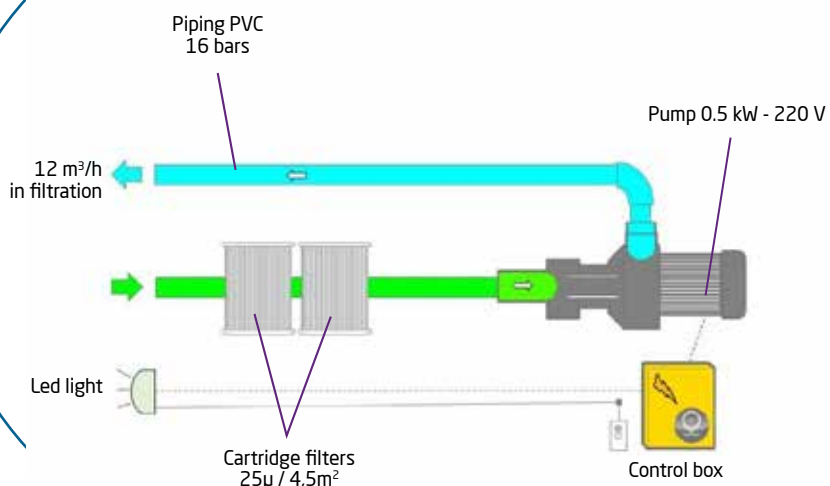 Piping PVC
16 bars
Pump 0.5 kW - 220 V
12 m³/h
in filtration
Led light
Cartridge filters
25µ / 4,5m²
Control box